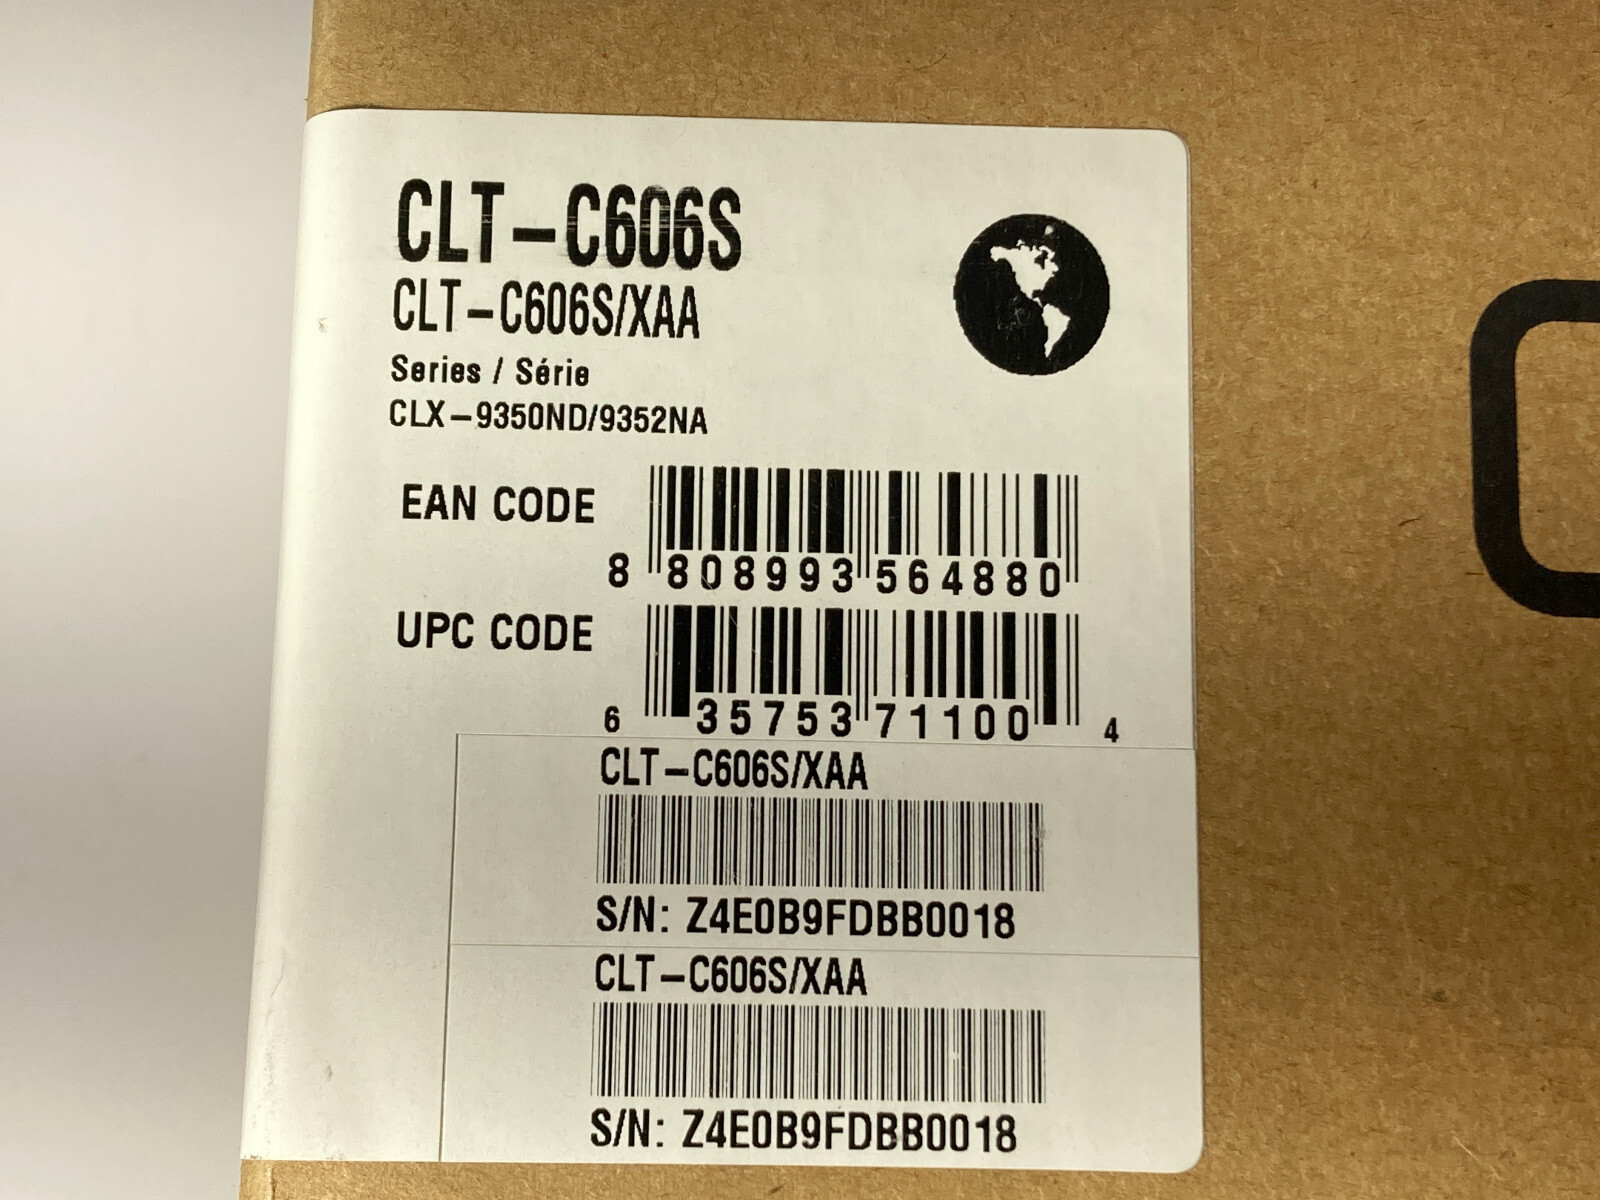 CLT-C606S
CLT-C606S/XAA
Series / Série
CLX-9350ND/9352NA
EAN CODE
8 808993 564880
UPC CODE
6 35753 71100 4
CLT-C606S/XAA
S/N: Z4E0B9FDBB0018
CLT-C606S/XAA
S/N: Z4E0B9FDBB0018